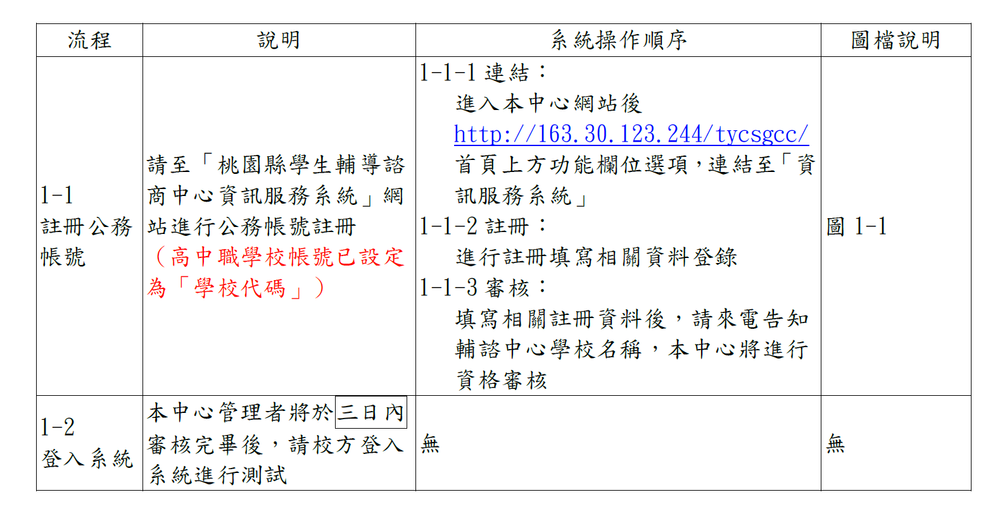 流程
說明
系統操作順序
圖檔說明
1-1
註冊公務
帳號
請至「桃園縣學生輔導諮
商中心資訊服務系統」網
站進行公務帳號註冊
（高中職學校帳號已設定
為「學校代碼」）
1-1-1 連結：
進入本中心網站後
http://163.30.123.244/tycsgcc/
首頁上方功能欄位選項，連結至「資
訊服務系統」
1-1-2 註冊：
進行註冊填寫相關資料登錄
1-1-3 審核：
填寫相關註冊資料後，請來電告知
輔諮中心學校名稱，本中心將進行
資格審核
圖 1-1
1-2
登入系統
本中心管理者將於三日內
審核完畢後，請校方登入
系統進行測試
無
無